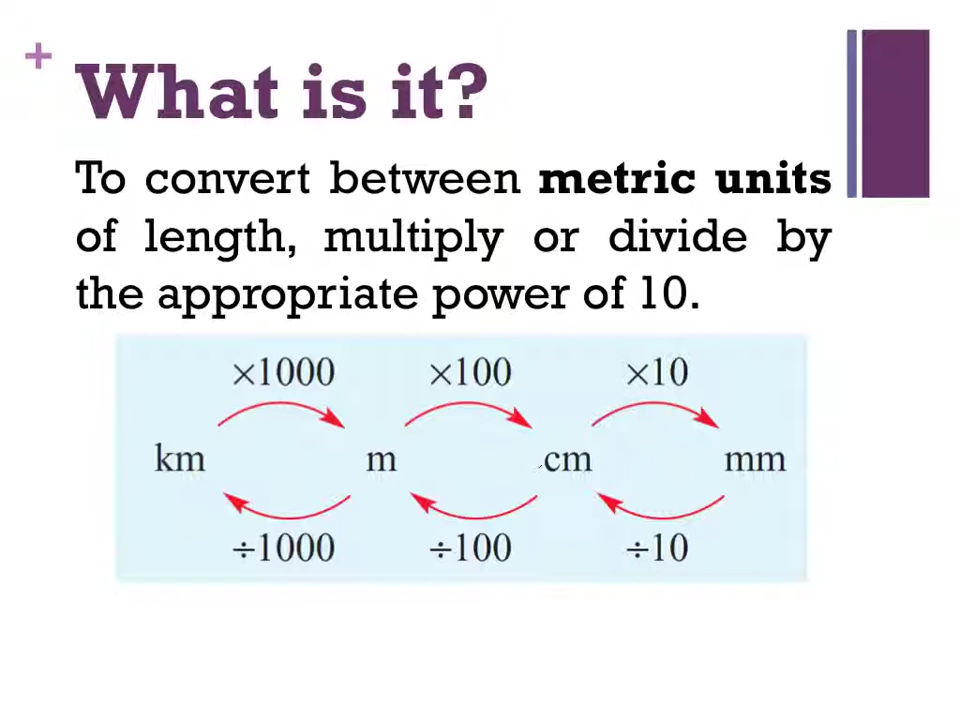 +
What is it?
To convert between metric units
of length, multiply or divide by
the appropriate power of 10.
×1000 ×100 ×10
km m cm mm
÷1000 ÷100 ÷10